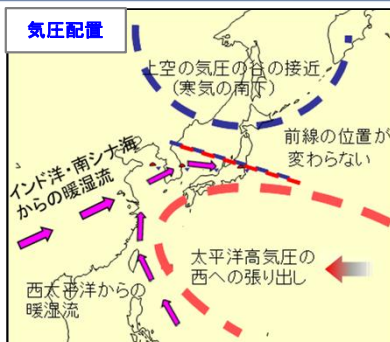 気圧配置
上空の気圧の谷の接近
（寒気の南下）
前線の位置が
変わらない
インド洋・南シナ海
からの暖湿流
太平洋高気圧の
西への張り出し
西太平洋からの
暖湿流